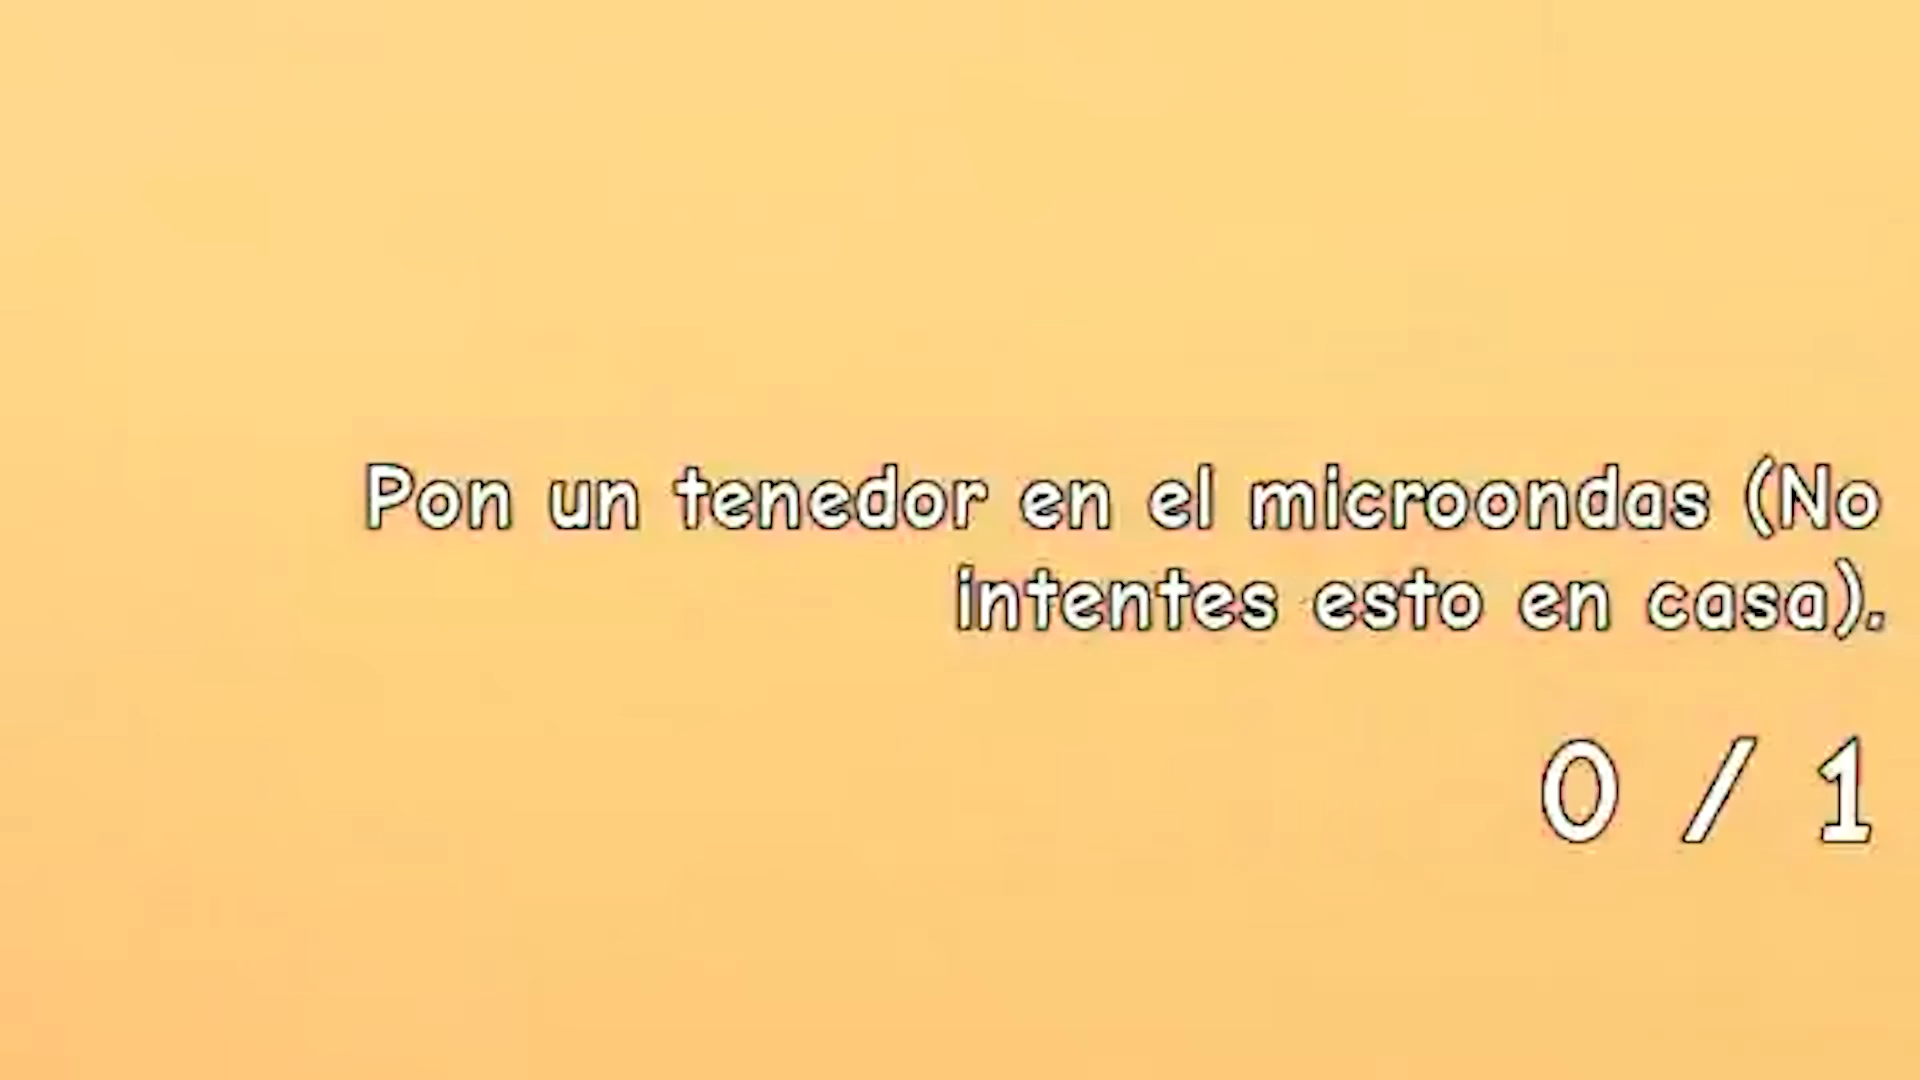 Pon un tenedor en el microondas (No
intentes esto en casa).
0 / 1